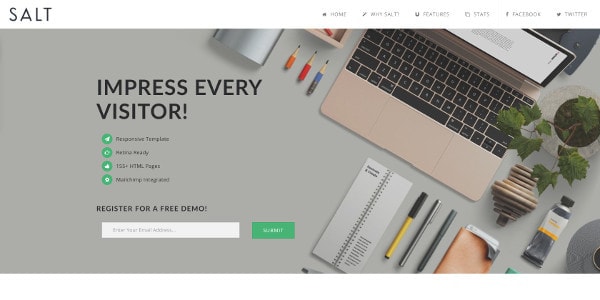 SALT
HOME
WHY SALT!
FEATURES
STATS
FACEBOOK
TWITTER
IMPRESS EVERY
VISITOR!
Responsive Template
Retina Ready
155+ HTML Pages
Mailchimp Integrated
REGISTER FOR A FREE DEMO!
Enter Your Email Address...
SUBMIT